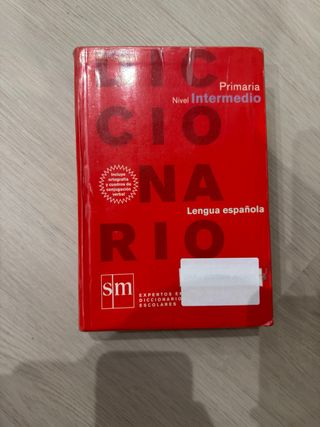 DIC
CIO
NA
RIO
Primaria
Nivel Intermedio
Incluye
ortografía
y cuadros de
conjugación
verbal
Lengua española
sm
EXPERTOS EN
DICCIONARIO
ESCOLARES